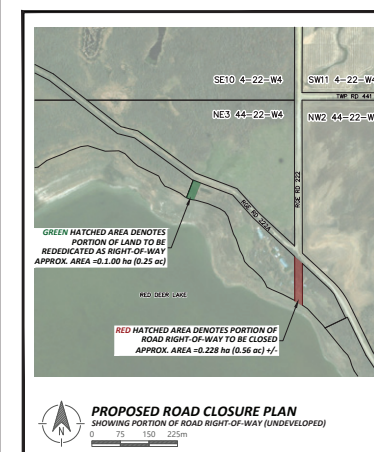 SE10 4-22-W4
SW11 4-22-W4
TWP RD 441
NE3 44-22-W4
NW2 44-22-W
RGE RD 222
RGE RD 222A
GREEN HATCHED AREA DENOTES
PORTION OF LAND TO BE
REDEDICATED AS RIGHT-OF-WAY
APPROX. AREA =0.1.00 ha (0.25 ac)
RED DEER LAKE
RED HATCHED AREA DENOTES PORTION OF
ROAD RIGHT-OF-WAY TO BE CLOSED
APPROX. AREA =0.228 ha (0.56 ac) +/-
N
PROPOSED ROAD CLOSURE PLAN
SHOWING PORTION OF ROAD RIGHT-OF-WAY (UNDEVELOPED)
0 75 150 225m